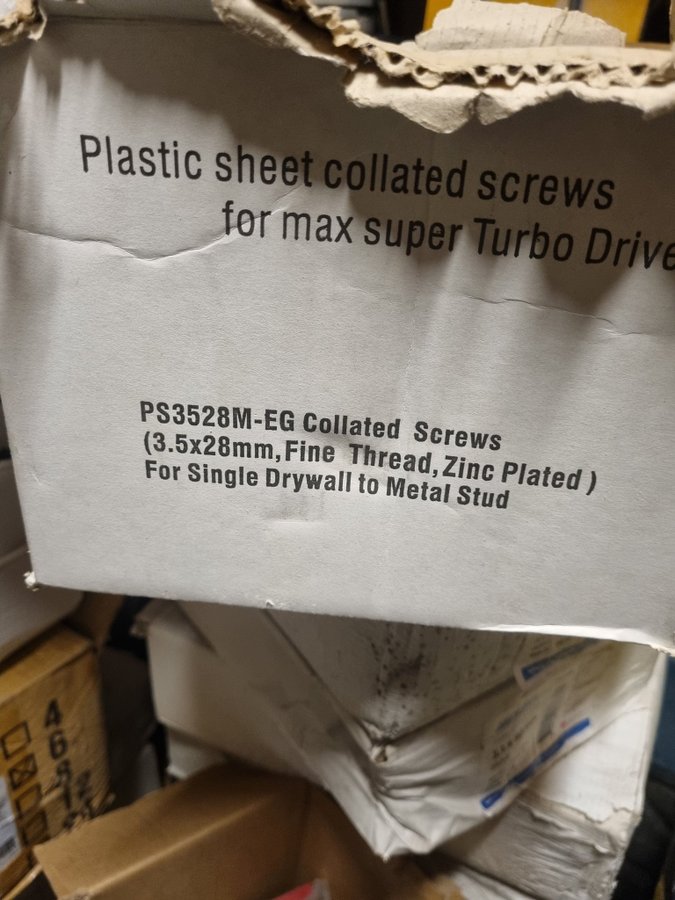 Plastic sheet collated screws
for max super Turbo Drive
PS3528M-EG Collated Screws
(3.5x28mm,Fine Thread,Zinc Plated )
For Single Drywall to Metal Stud